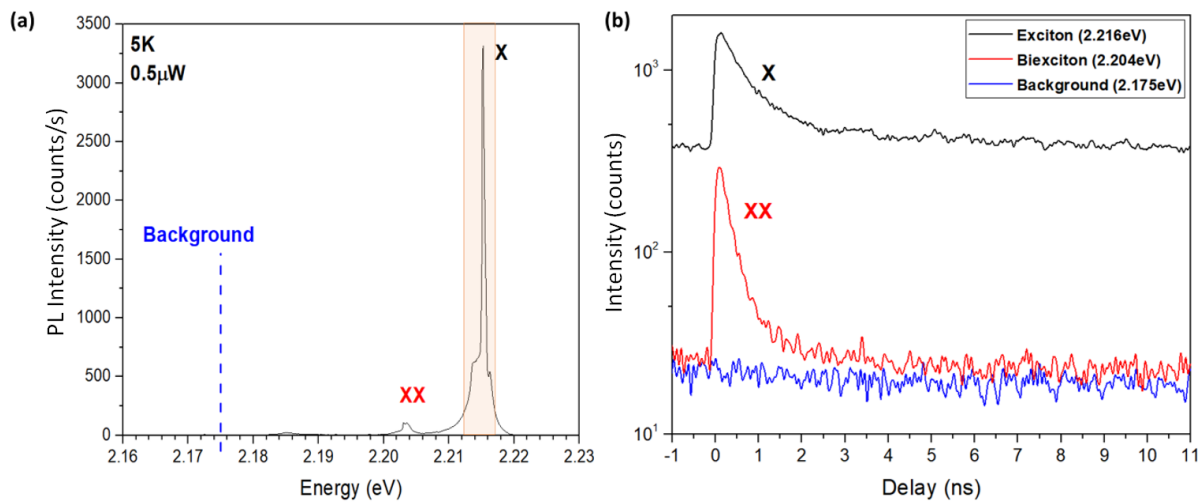 (a)
3500
3000
2500
2000
1500
1000
500
0
PL Intensity (counts/s)
5K
0.5μW
X
Background
XX
2.16 2.17 2.18 2.19 2.20 2.21 2.22 2.23
Energy (eV)
(b)
10³
10²
10¹
Intensity (counts)
Exciton (2.216eV)
Biexciton (2.204eV)
Background (2.175eV)
X
XX
-1 0 1 2 3 4 5 6 7 8 9 10 11
Delay (ns)